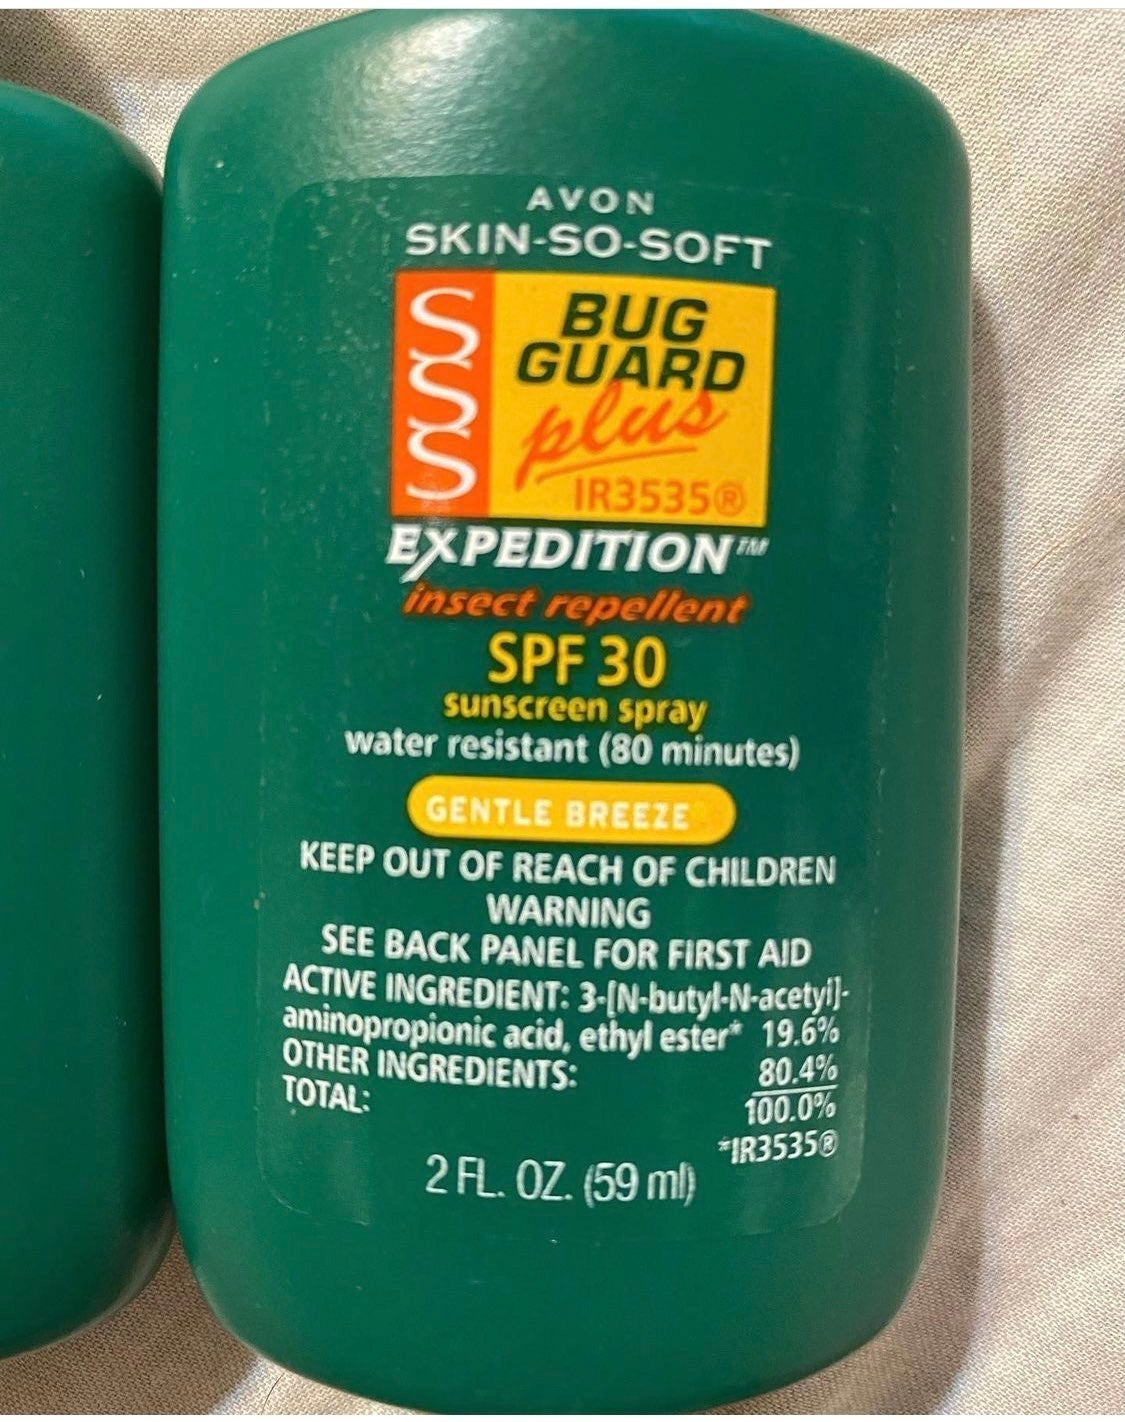 AVON
SKIN-SO-SOFT
SSS
BUG
GUARD
plus
IR3535®
EXPEDITION™
insect repellent
SPF 30
sunscreen spray
water resistant (80 minutes)
GENTLE BREEZE
KEEP OUT OF REACH OF CHILDREN
WARNING
SEE BACK PANEL FOR FIRST AID
ACTIVE INGREDIENT: 3-[N-butyl-N-acetyl]-
aminopropionic acid, ethyl ester* 19.6%
OTHER INGREDIENTS: 80.4%
TOTAL: 100.0%
*IR3535®
2 FL. OZ. (59 ml)